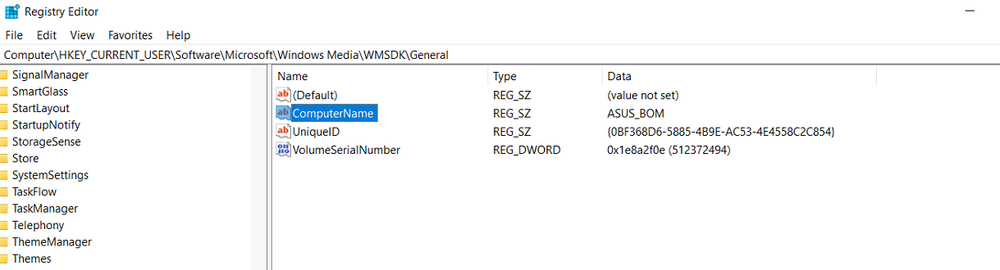 Registry Editor
File Edit View Favorites Help
Computer\HKEY_CURRENT_USER\Software\Microsoft\Windows Media\WMSDK\General
SignalManager
SmartGlass
StartLayout
StartupNotify
StorageSense
Store
SystemSettings
TaskFlow
TaskManager
Telephony
ThemeManager
Themes
Name Type Data
(Default) REG_SZ (value not set)
ComputerName REG_SZ ASUS_BOM
UniqueID REG_SZ {0BF368D6-5885-4B9E-AC53-4E4558C2C854}
VolumeSerialNumber REG_DWORD 0x1e8a2f0e (512372494)